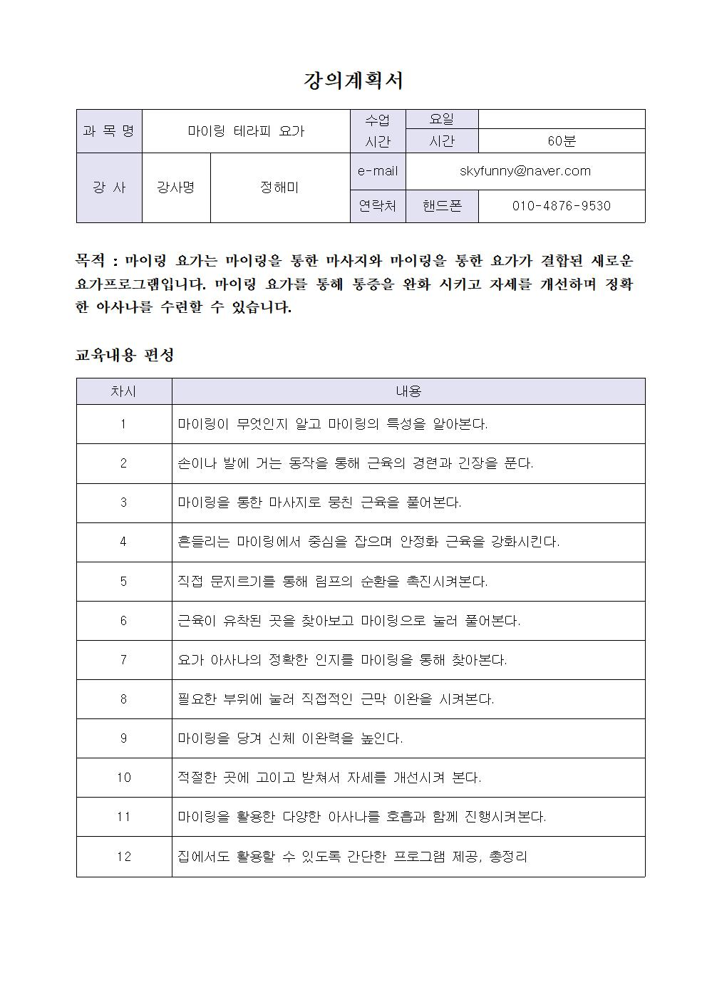 강의계획서
과 목 명 마이링 테라피 요가 수업 시간 요일
시간 60분
강 사 강사명 정해미 e-mail skyfunny@naver.com
연락처 핸드폰 010-4876-9530
목적 : 마이링 요가는 마이링을 통한 마사지와 마이링을 통한 요가가 결합된 새로운
요가프로그램입니다. 마이링 요가를 통해 통증을 완화 시키고 자세를 개선하며 정확
한 아사나를 수련할 수 있습니다.
교육내용 편성
차시 내용
1 마이링이 무엇인지 알고 마이링의 특성을 알아본다.
2 손이나 발에 거는 동작을 통해 근육의 경련과 긴장을 푼다.
3 마이링을 통한 마사지로 뭉친 근육을 풀어본다.
4 흔들리는 마이링에서 중심을 잡으며 안정화 근육을 강화시킨다.
5 직접 문지르기를 통해 림프의 순환을 촉진시켜본다.
6 근육이 유착된 곳을 찾아보고 마이링으로 눌러 풀어본다.
7 요가 아사나의 정확한 인지를 마이링을 통해 찾아본다.
8 필요한 부위에 눌러 직접적인 근막 이완을 시켜본다.
9 마이링을 당겨 신체 이완력을 높인다.
10 적절한 곳에 고이고 받쳐서 자세를 개선시켜 본다.
11 마이링을 활용한 다양한 아사나를 호흡과 함께 진행시켜본다.
12 집에서도 활용할 수 있도록 간단한 프로그램 제공, 총정리